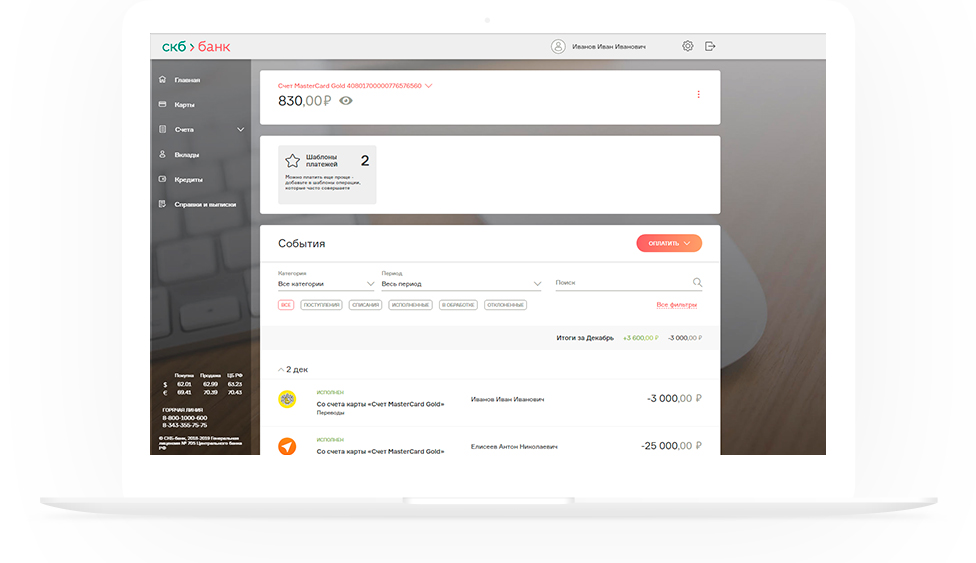 скб > банк
Иванов Иван Иванович
Главная
Карты
Счета
Вклады
Кредиты
Справки и выписки
Покупка Продажа ЦБ РФ
$ 62.01 62.99 63.23
€ 69.41 70.39 70.43
ГОРЯЧАЯ ЛИНИЯ
8-800-1000-600
8-343-355-75-75
© СКБ-банк, 2018-2019 Генеральная
лицензия № 705 Центрального банка
РФ
Счет MasterCard Gold 40801700000776576560
830,00 ₽
Шаблоны
платежей
2
Можно платить еще проще -
добавьте в шаблоны операции,
которые часто совершаете
События
ОПЛАТИТЬ
Категория
Все категории
Период
Весь период
Поиск
ВСЕ ПОСТУПЛЕНИЯ СПИСАНИЯ ИСПОЛНЕННЫЕ В ОБРАБОТКЕ ОТКЛОНЕННЫЕ
Все фильтры
Итоги за Декабрь +3 600,00 ₽ -3 000,00 ₽
2 дек
ИСПОЛНЕН
Со счета карты «Счет MasterCard Gold»
Переводы
Иванов Иван Иванович
-3 000,00 ₽
ИСПОЛНЕН
Со счета карты «Счет MasterCard Gold»
Елисеев Антон Николаевич
-25 000,00 ₽